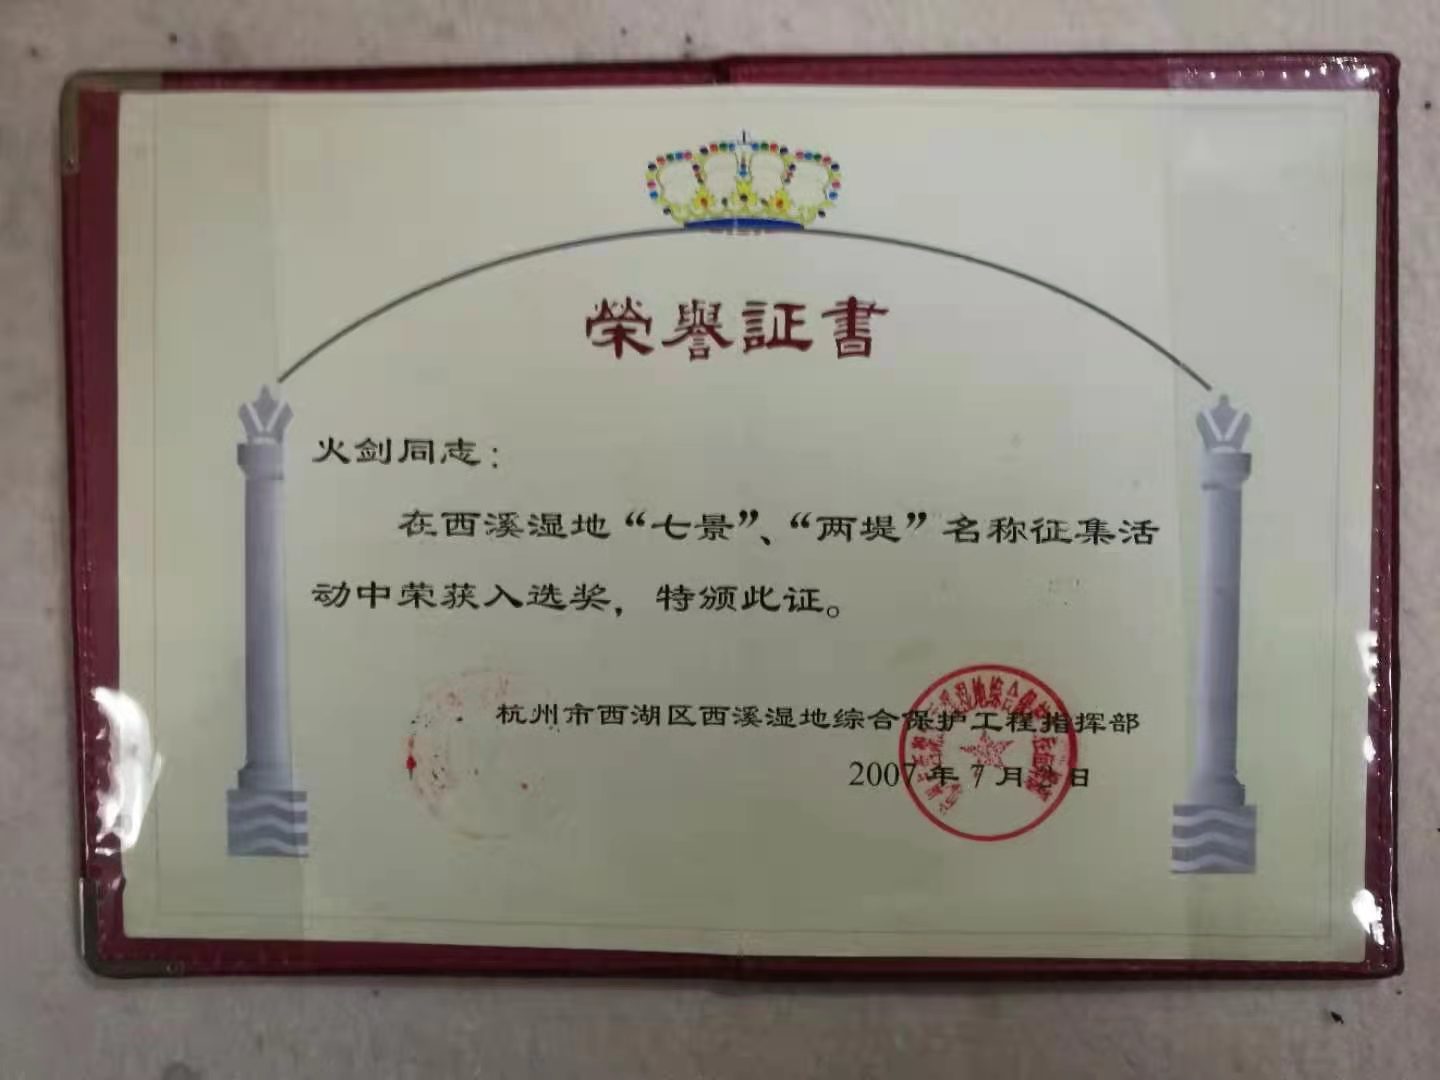 榮譽証書
火剑同志：
在西溪湿地“七景”、“两堤”名称征集活
动中荣获入选奖，特颁此证。
杭州市西湖区西溪湿地综合保护工程指挥部
2007年7月 日